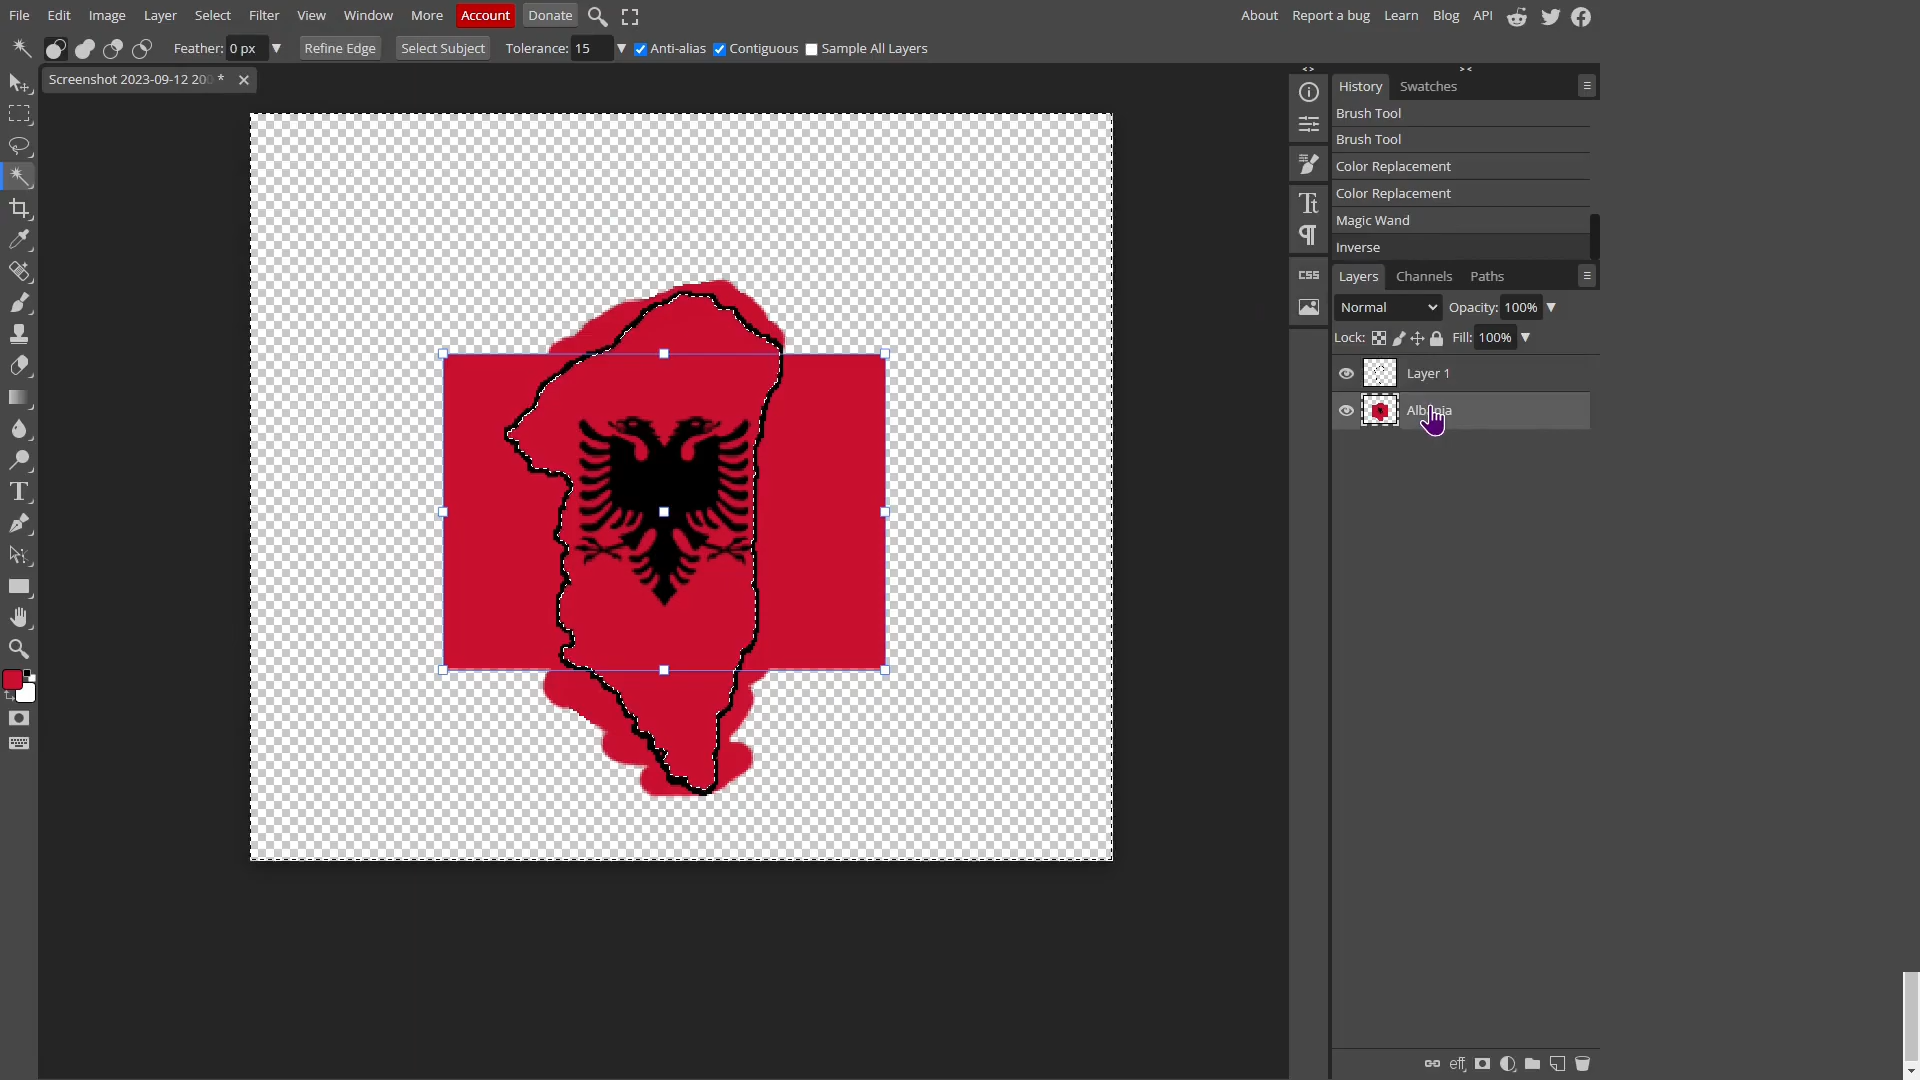 File Edit Image Layer Select Filter View Window More Account Donate About Report a bug Learn Blog API
Feather: 0 px Refine Edge Select Subject Tolerance: 15 Anti-alias Contiguous Sample All Layers
Screenshot 2023-09-12 20 *
History Swatches
Brush Tool
Brush Tool
Color Replacement
Color Replacement
Magic Wand
Inverse
Layers Channels Paths
Normal Opacity: 100%
Lock: Fill: 100%
Layer 1
CSS
eff